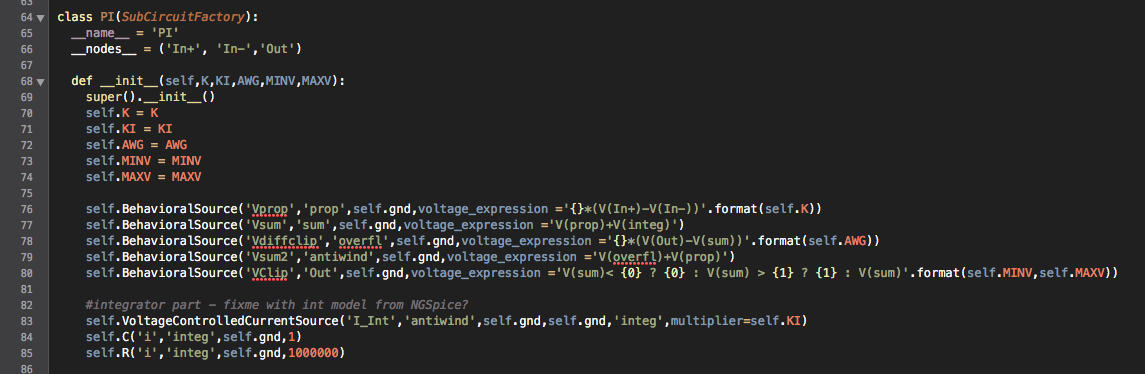 63
64 class PI(SubCircuitFactory):
65 __name__ = 'PI'
66 __nodes__ = ('In+', 'In-','Out')
67
68 def __init__(self,K,KI,AWG,MINV,MAXV):
69 super().__init__()
70 self.K = K
71 self.KI = KI
72 self.AWG = AWG
73 self.MINV = MINV
74 self.MAXV = MAXV
75
76 self.BehavioralSource('Vprop','prop',self.gnd,voltage_expression ='{}*(V(In+)-V(In-))'.format(self.K))
77 self.BehavioralSource('Vsum','sum',self.gnd,voltage_expression ='V(prop)+V(integ)')
78 self.BehavioralSource('Vdiffclip','overfl',self.gnd,voltage_expression ='{}*(V(Out)-V(sum))'.format(self.AWG))
79 self.BehavioralSource('Vsum2','antiwind',self.gnd,voltage_expression ='V(overfl)+V(prop)')
80 self.BehavioralSource('VClip','Out',self.gnd,voltage_expression ='V(sum)< {0} ? {0} : V(sum) > {1} ? {1} : V(sum)'.format(self.MINV,self.MAXV))
81
82 #integrator part - fixme with int model from NGSpice?
83 self.VoltageControlledCurrentSource('I_Int','antiwind',self.gnd,self.gnd,'integ',multiplier=self.KI)
84 self.C('i','integ',self.gnd,1)
85 self.R('i','integ',self.gnd,1000000)
86